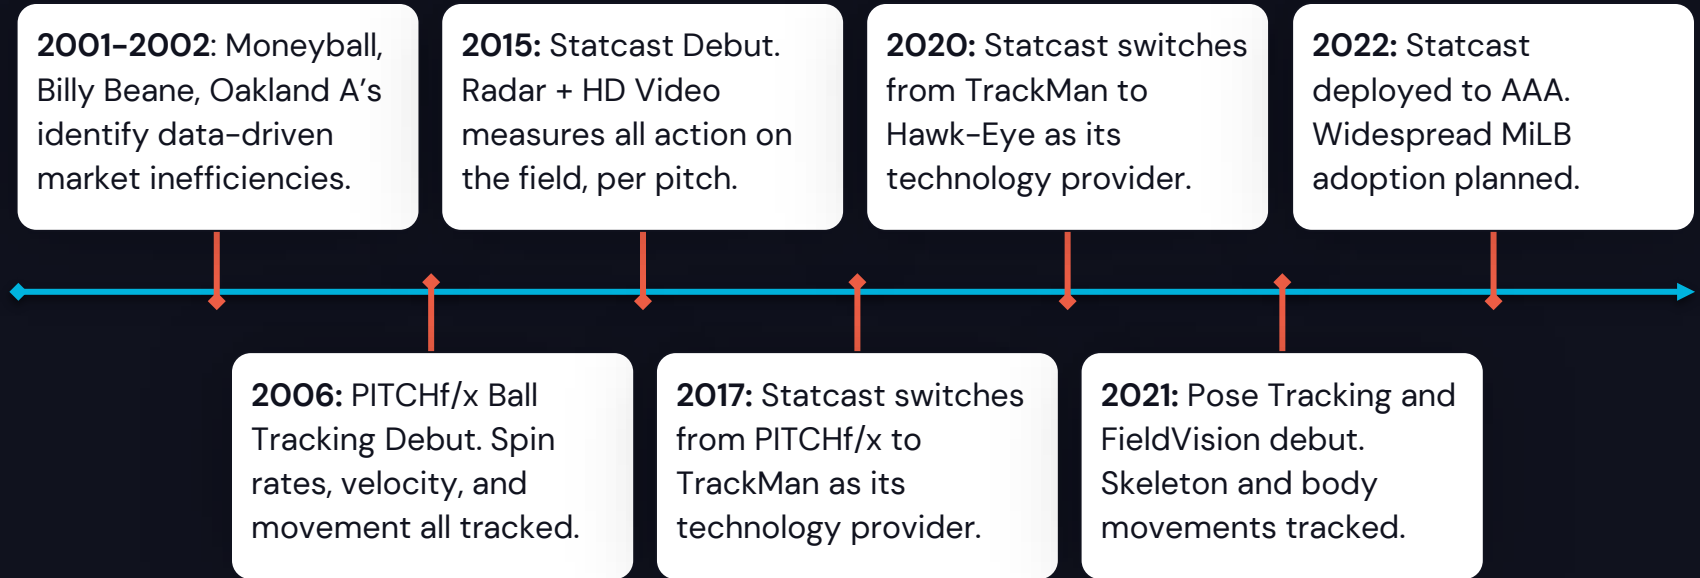 2001-2002: Moneyball,
Billy Beane, Oakland A’s
identify data-driven
market inefficiencies.
2006: PITCHf/x Ball
Tracking Debut. Spin
rates, velocity, and
movement all tracked.
2015: Statcast Debut.
Radar + HD Video
measures all action on
the field, per pitch.
2017: Statcast switches
from PITCHf/x to
TrackMan as its
technology provider.
2020: Statcast switches
from TrackMan to
Hawk-Eye as its
technology provider.
2021: Pose Tracking and
FieldVision debut.
Skeleton and body
movements tracked.
2022: Statcast
deployed to AAA.
Widespread MiLB
adoption planned.